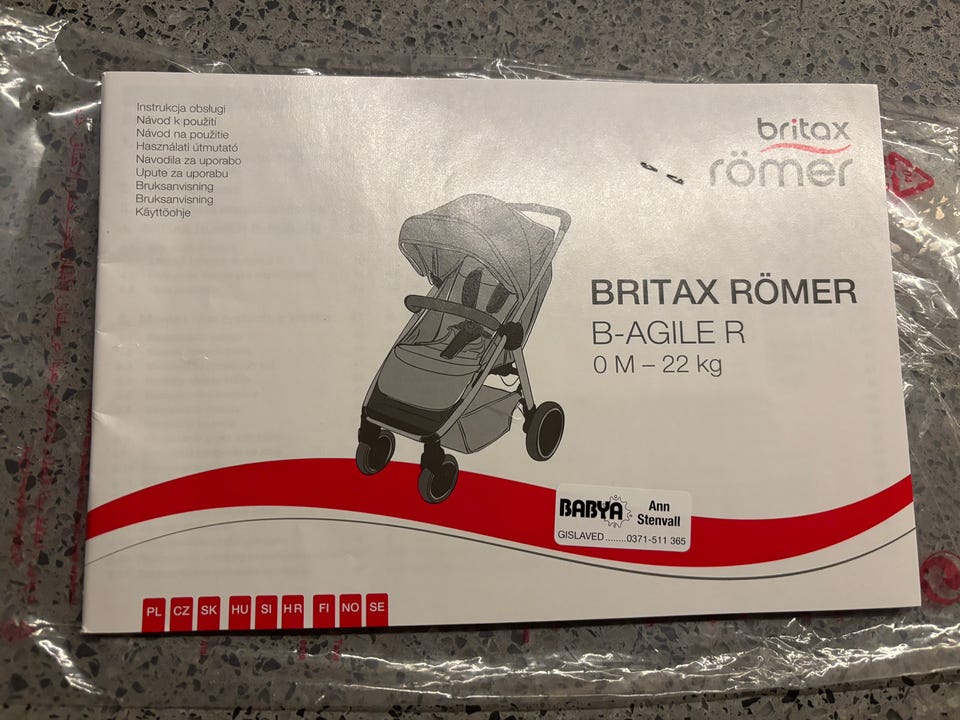 Instrukcja obsługi
Návod k použití
Návod na použitie
Használati útmutató
Navodila za uporabo
Upute za uporabu
Bruksanvisning
Bruksanvisning
Käyttöohje
britax
römer
BRITAX RÖMER
B-AGILE R
0 M – 22 kg
BABYA
Ann
Stenvall
GISLAVED ........0371-511 365
PL CZ SK HU SI HR FI NO SE